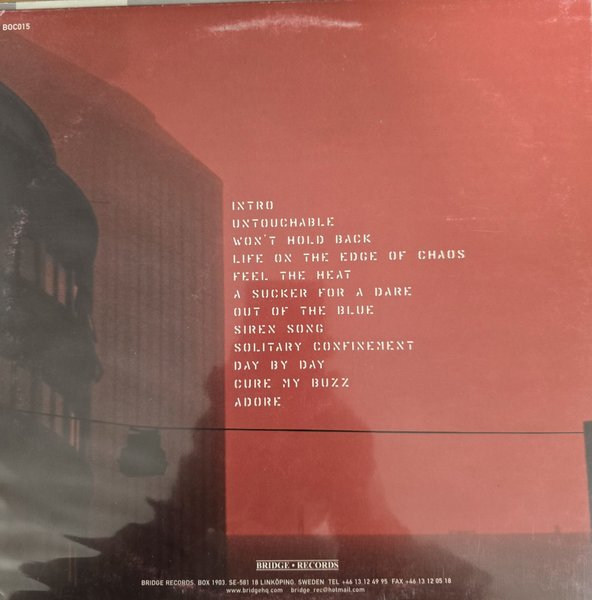 BOC015
INTRO
UNTOUCHABLE
WON'T HOLD BACK
LIFE ON THE EDGE OF CHAOS
FEEL THE HEAT
A SUCKER FOR A DARE
OUT OF THE BLUE
SIREN SONG
SOLITARY CONFINEMENT
DAY BY DAY
CURE MY BUZZ
ADORE
BRIDGE • RECORDS
BRIDGE RECORDS. BOX 1903. SE-581 18 LINKÖPING. SWEDEN TEL +46 13 12 49 95 FAX +46 13 12 05 18
www.bridgehq.com bridge_rec@hotmail.com